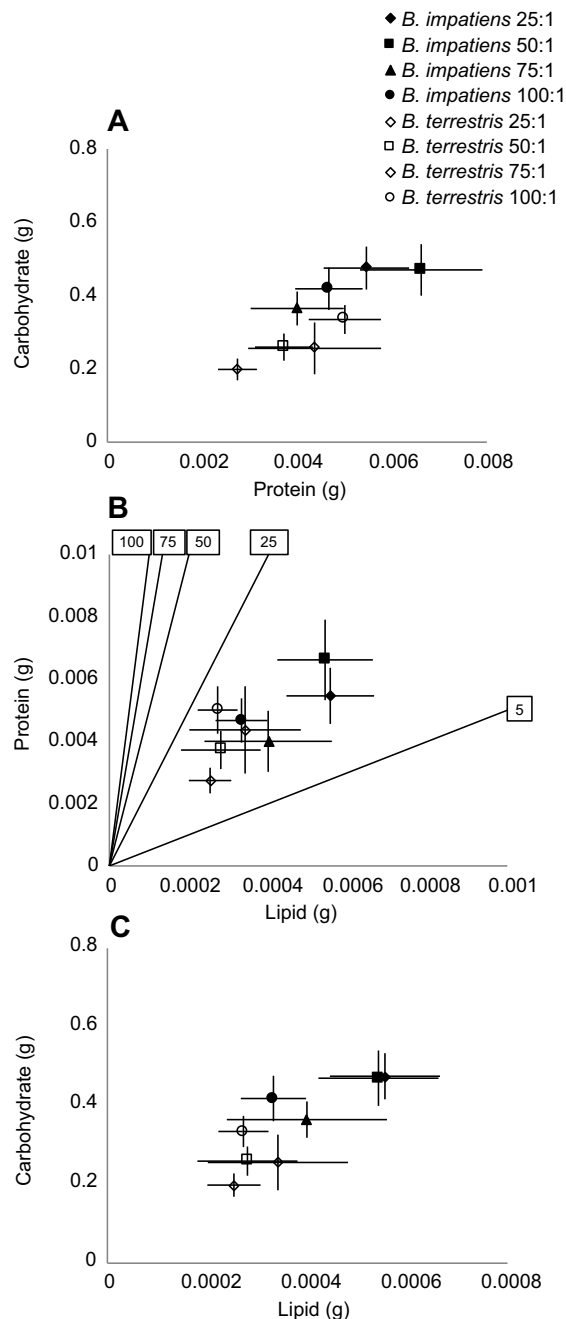 B. impatiens 25:1
B. impatiens 50:1
B. impatiens 75:1
B. impatiens 100:1
B. terrestris 25:1
B. terrestris 50:1
B. terrestris 75:1
B. terrestris 100:1
A
0.8
0.6
0.4
0.2
0
Carbohydrate (g)
0 0.002 0.004 0.006 0.008
Protein (g)
B
100 75 50 25
0.01
0.008
0.006
0.004
0.002
0
Protein (g)
5
0 0.0002 0.0004 0.0006 0.0008 0.001
Lipid (g)
C
0.8
0.6
0.4
0.2
0
Carbohydrate (g)
0 0.0002 0.0004 0.0006 0.0008
Lipid (g)